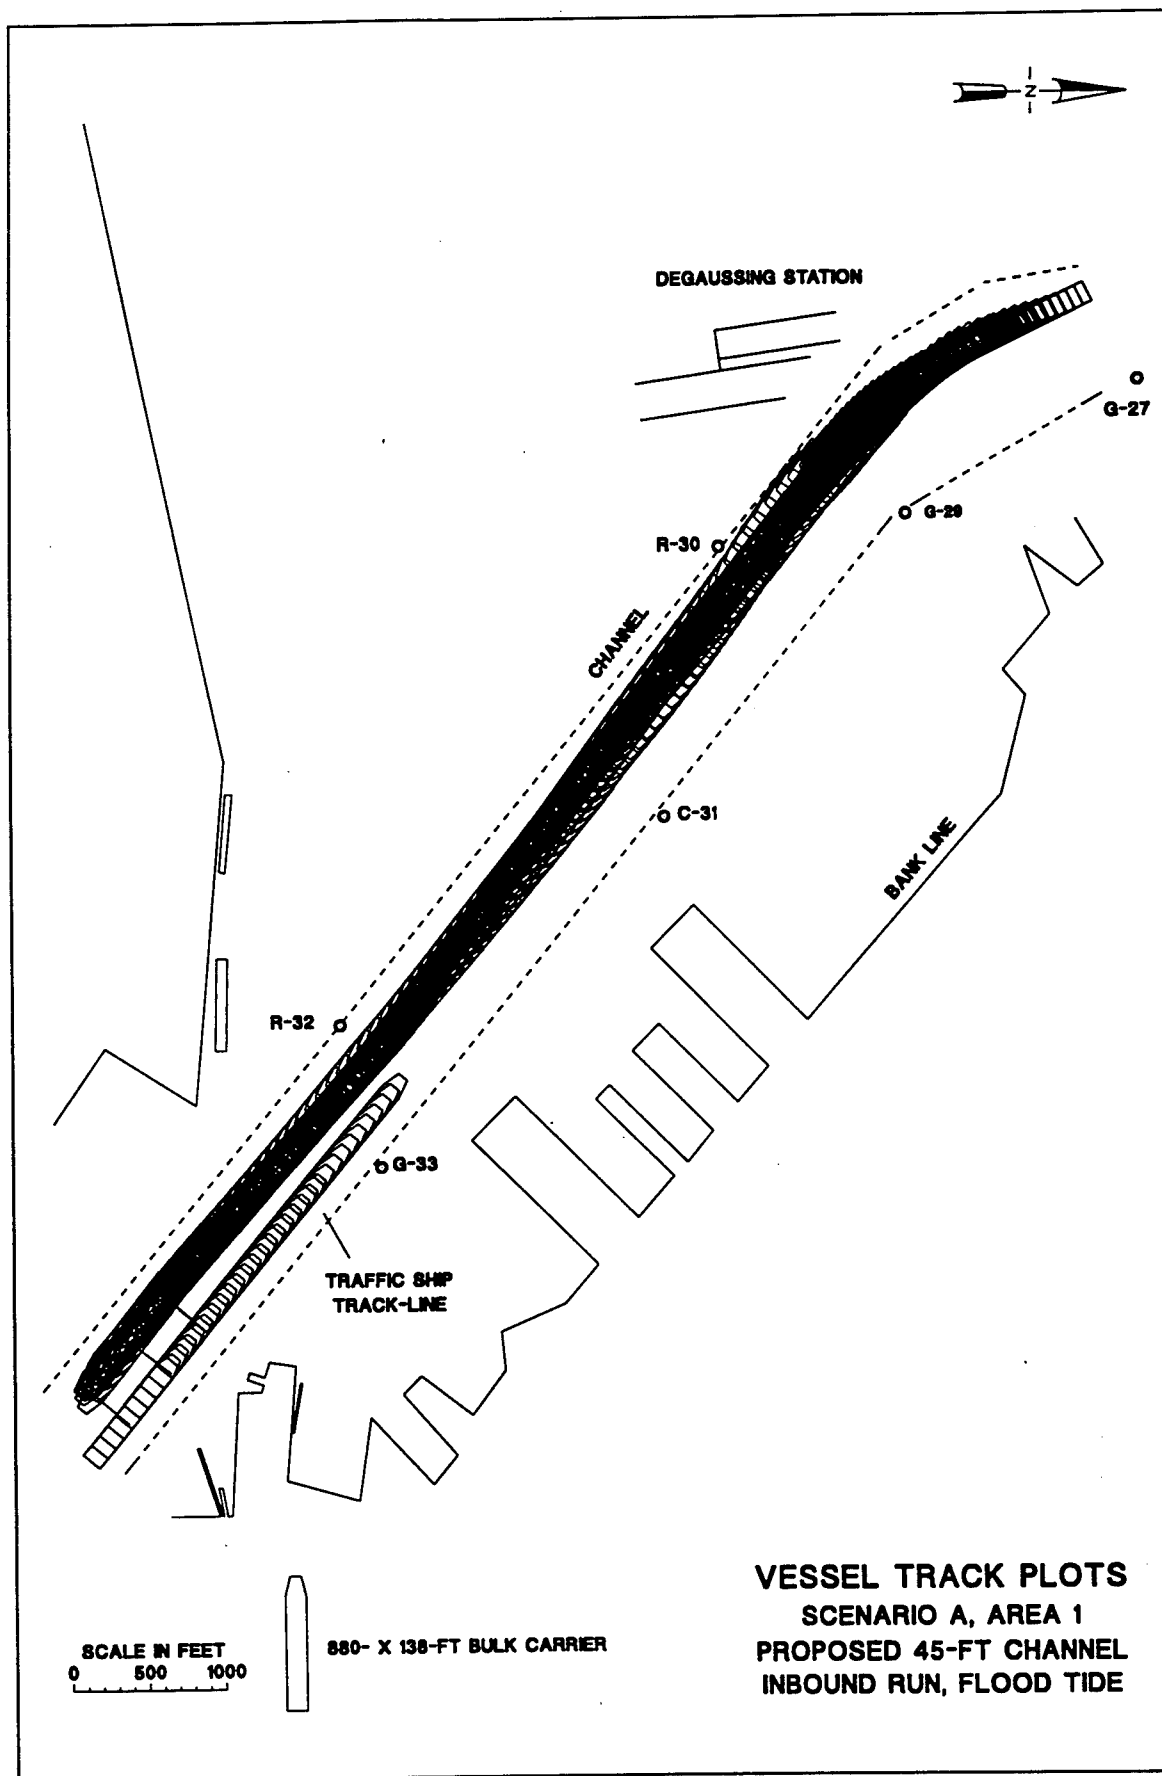 Z
DEGAUSSING STATION
G-27
G-29
R-30
CHANNEL
C-31
BANK LINE
R-32
G-33
TRAFFIC SHIP
TRACK-LINE
VESSEL TRACK PLOTS
SCENARIO A, AREA 1
PROPOSED 45-FT CHANNEL
INBOUND RUN, FLOOD TIDE
880- X 138-FT BULK CARRIER
SCALE IN FEET
0 500 1000